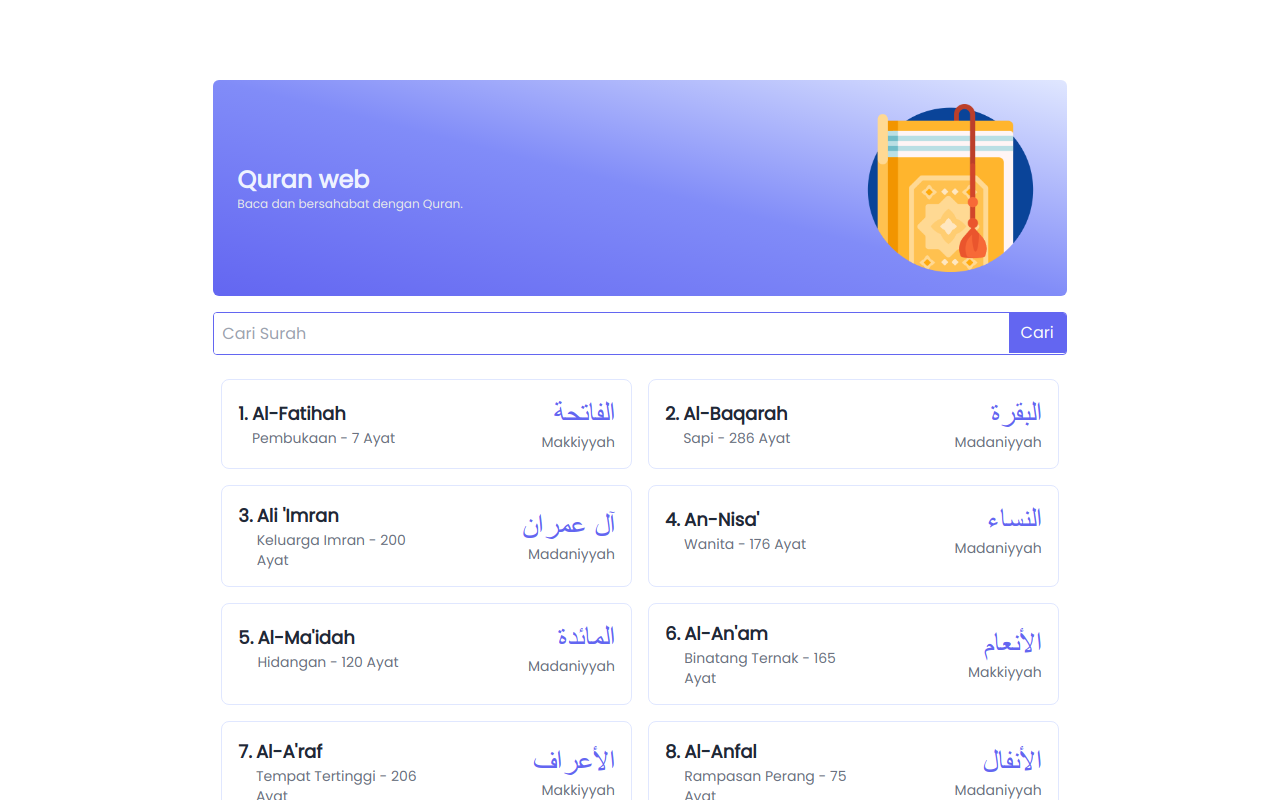 Quran web
Baca dan bersahabat dengan Quran.
Cari Surah
Cari
1. Al-Fatihah
Pembukaan - 7 Ayat
الفاتحة
Makkiyyah
2. Al-Baqarah
Sapi - 286 Ayat
البقرة
Madaniyyah
3. Ali 'Imran
Keluarga Imran - 200
Ayat
آل عمران
Madaniyyah
4. An-Nisa'
Wanita - 176 Ayat
النساء
Madaniyyah
5. Al-Ma'idah
Hidangan - 120 Ayat
المائدة
Madaniyyah
6. Al-An'am
Binatang Ternak - 165
Ayat
الأنعام
Makkiyyah
7. Al-A'raf
Tempat Tertinggi - 206
Ayat
الأعراف
Makkiyyah
8. Al-Anfal
Rampasan Perang - 75
Ayat
الأنفال
Madaniyyah